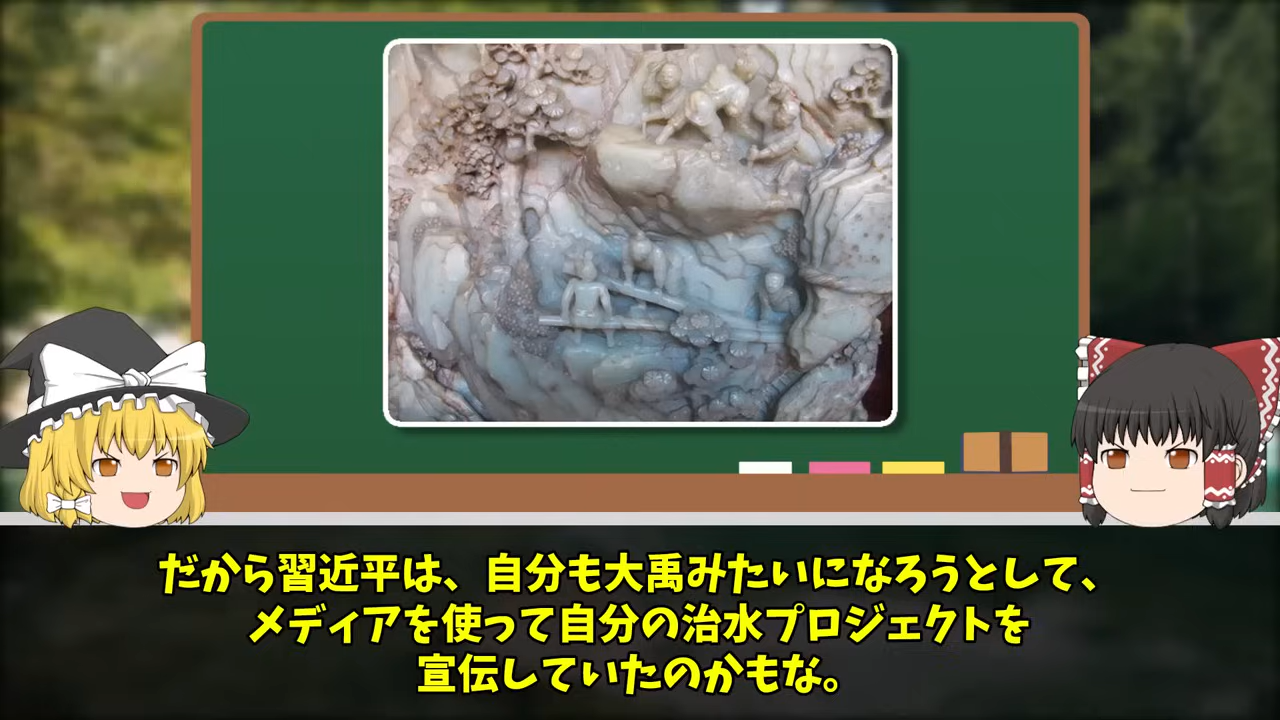 だから習近平は、自分も大禹みたいになろうとして、
メディアを使って自分の治水プロジェクトを
宣伝していたのかもな。